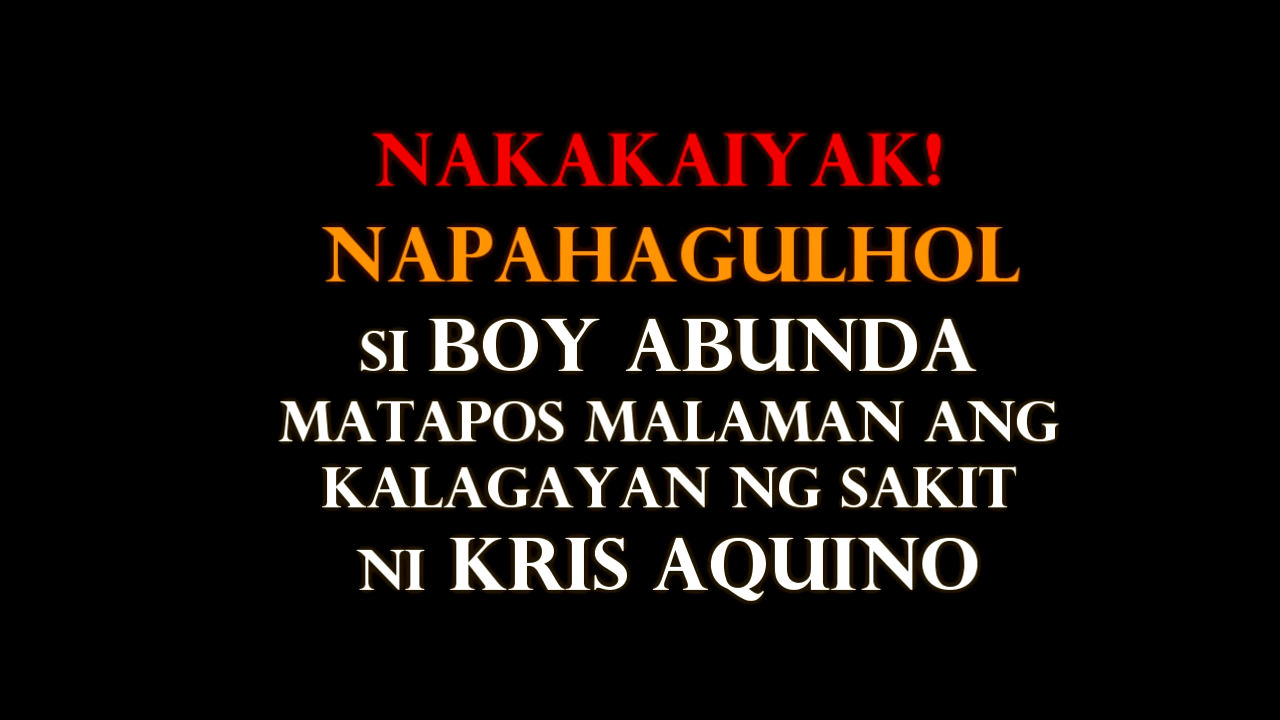 NAKAKAIYAK!
NAPAHAGULHOL
SI BOY ABUNDA
MATAPOS MALAMAN ANG
KALAGAYAN NG SAKIT
NI KRIS AQUINO